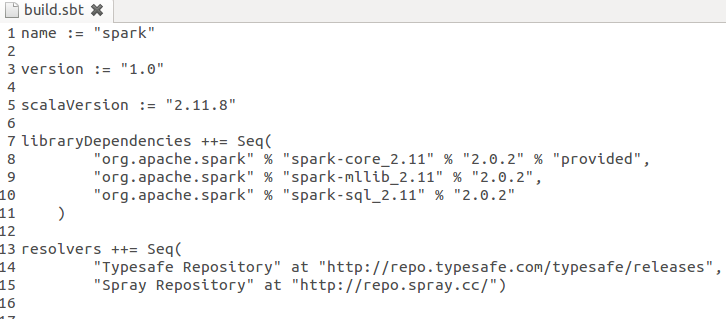 build.sbt
1 name := "spark"
2
3 version := "1.0"
4
5 scalaVersion := "2.11.8"
6
7 libraryDependencies ++= Seq(
8 "org.apache.spark" % "spark-core_2.11" % "2.0.2" % "provided",
9 "org.apache.spark" % "spark-mllib_2.11" % "2.0.2",
10 "org.apache.spark" % "spark-sql_2.11" % "2.0.2"
11 )
12
13 resolvers ++= Seq(
14 "Typesafe Repository" at "http://repo.typesafe.com/typesafe/releases",
15 "Spray Repository" at "http://repo.spray.cc/")
16
17